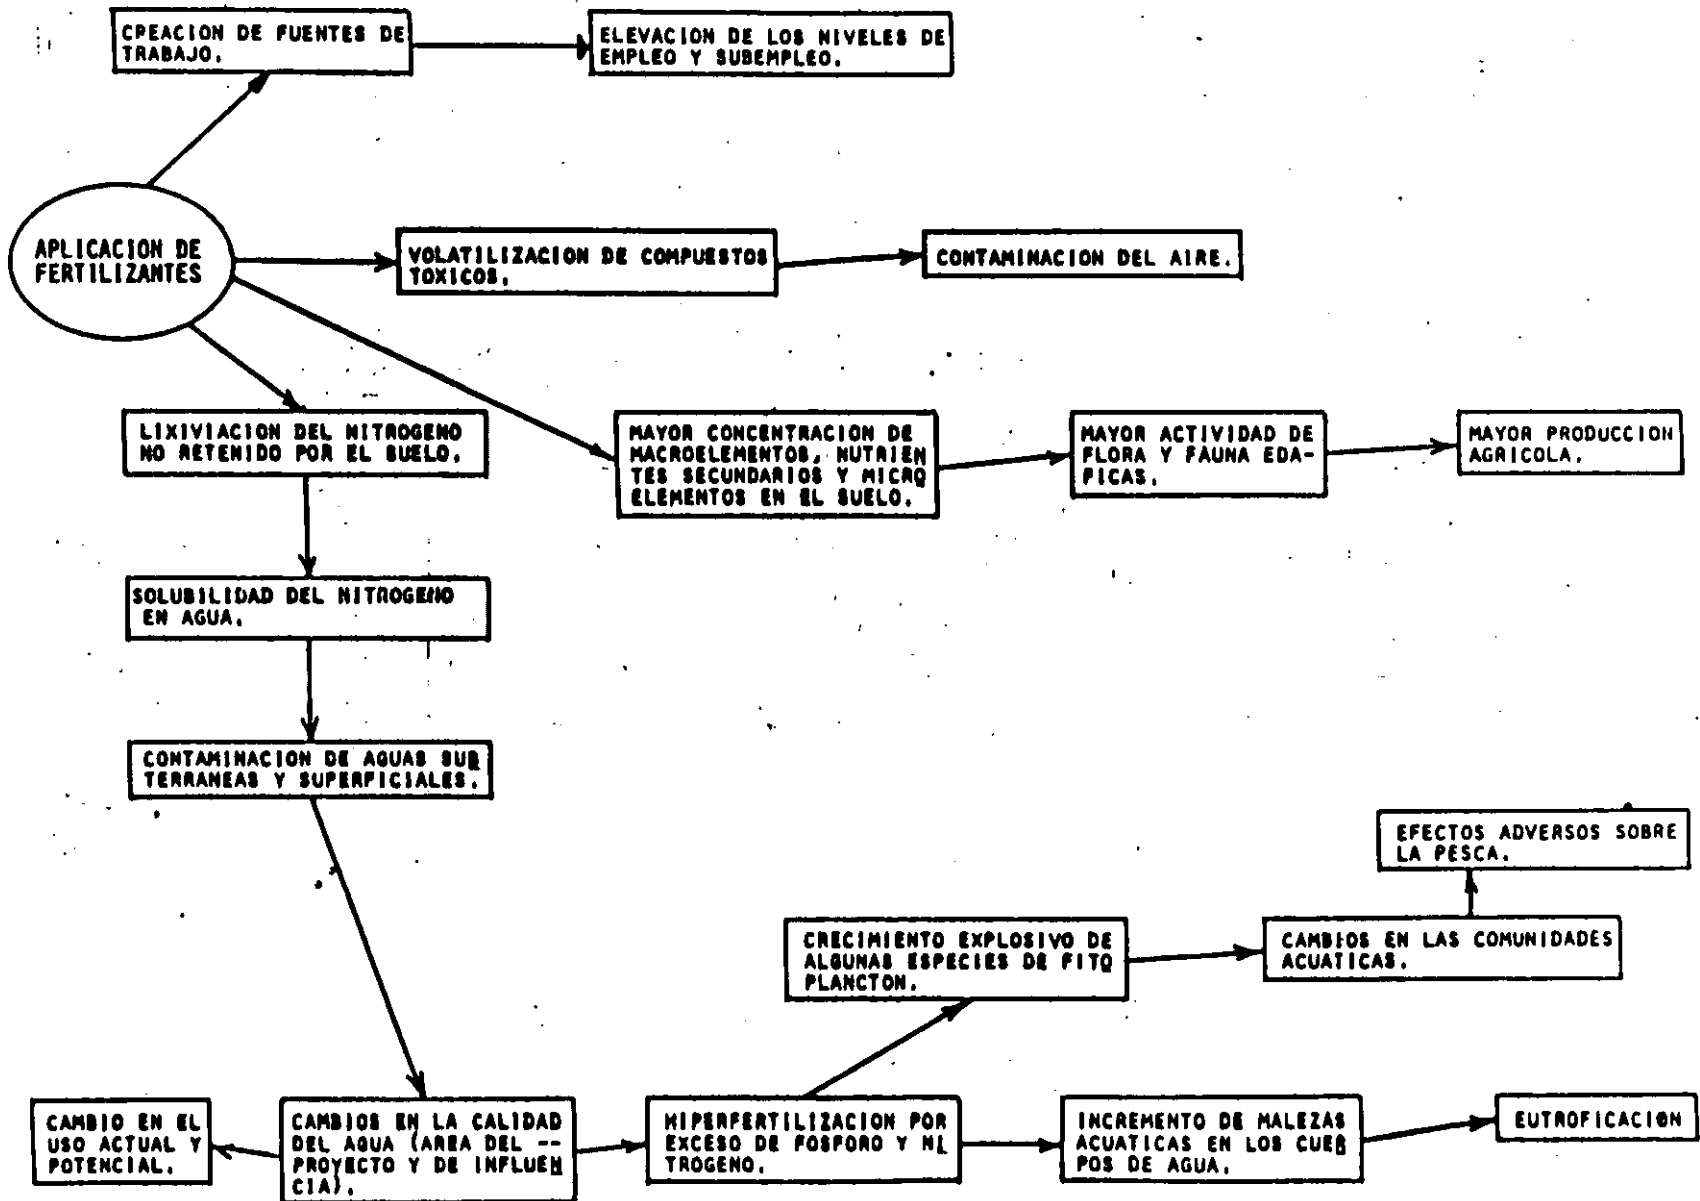 CREACION DE FUENTES DE
TRABAJO.
ELEVACION DE LOS NIVELES DE
EMPLEO Y SUBEMPLEO.
APLICACION DE
FERTILIZANTES
VOLATILIZACION DE COMPUESTOS
TOXICOS.
CONTAMINACION DEL AIRE.
LIXIVIACION DEL NITROGENO
NO RETENIDO POR EL SUELO.
MAYOR CONCENTRACION DE
MACROELEMENTOS, NUTRIEN
TES SECUNDARIOS Y MICRO
ELEMENTOS EN EL SUELO.
MAYOR ACTIVIDAD DE
FLORA Y FAUNA EDA-
FICAS.
MAYOR PRODUCCION
AGRICOLA.
SOLUBILIDAD DEL NITROGENO
EN AGUA.
CONTAMINACION DE AGUAS SUB
TERRANEAS Y SUPERFICIALES.
EFECTOS ADVERSOS SOBRE
LA PESCA.
CRECIMIENTO EXPLOSIVO DE
ALGUNAS ESPECIES DE FITO
PLANCTON.
CAMBIOS EN LAS COMUNIDADES
ACUATICAS.
CAMBIO EN EL
USO ACTUAL Y
POTENCIAL.
CAMBIOS EN LA CALIDAD
DEL AGUA (AREA DEL --
PROYECTO Y DE INFLUEN
CIA).
HIPERFERTILIZACION POR
EXCESO DE FOSFORO Y NI
TROGENO.
INCREMENTO DE MALEZAS
ACUATICAS EN LOS CUER
POS DE AGUA.
EUTROFICACION